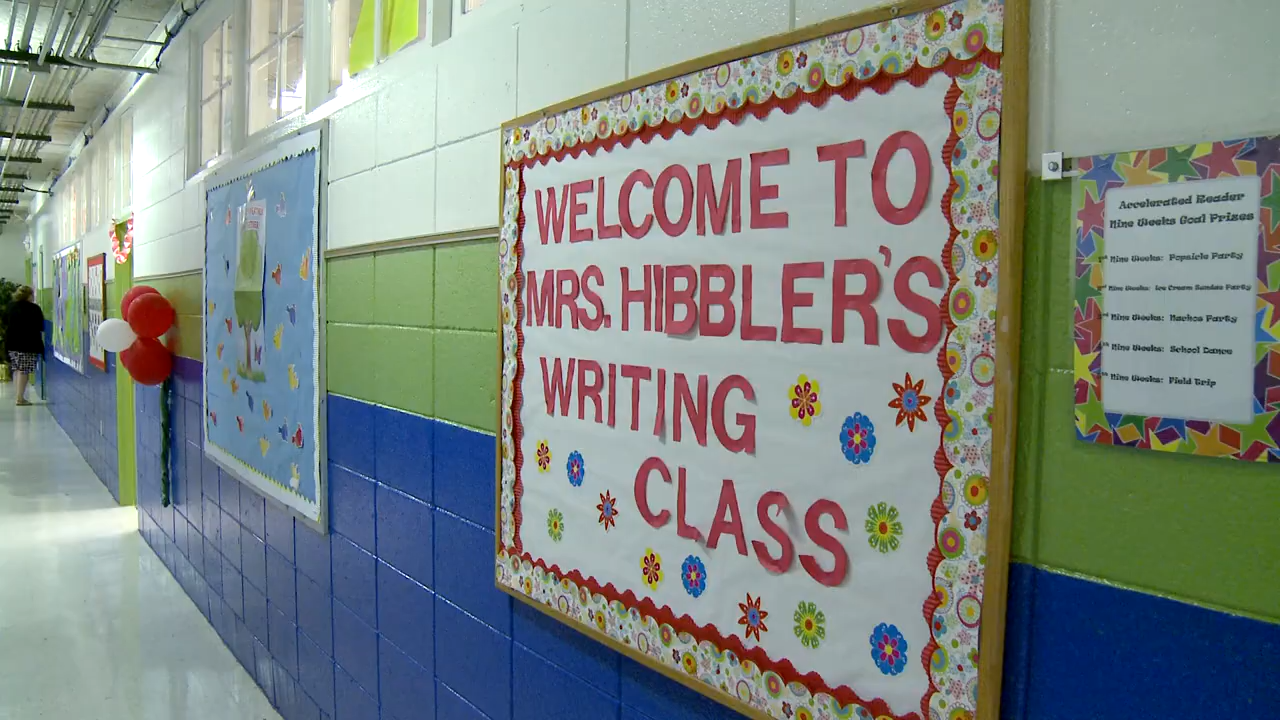 WELCOME TO
MRS. HIBBLER'S
WRITING
CLASS
Accelerated Reader
Nine Weeks Goal Prizes
Nine Weeks: Popsicle Party
Nine Weeks: Ice Cream Sundae Party
Nine Weeks: Nachos Party
Nine Weeks: School Dance
Nine Weeks: Field Trip